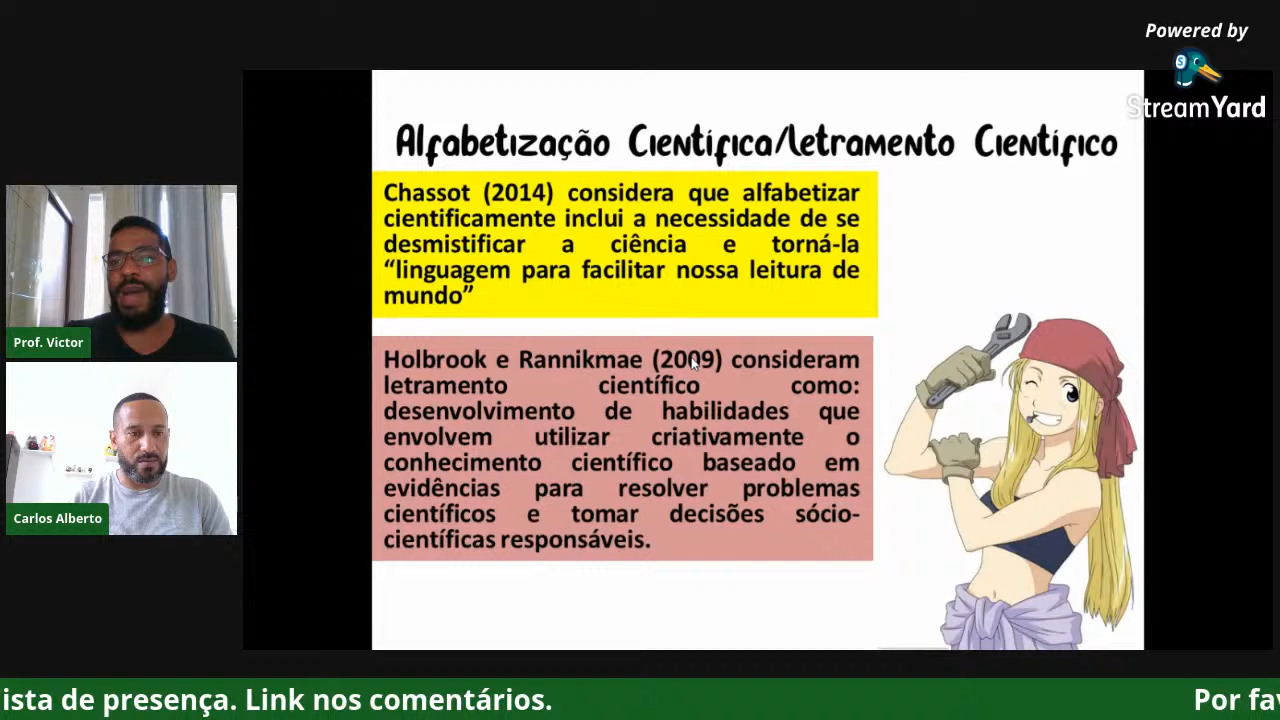 Powered by
StreamYard
Alfabetização Científica/Letramento Científico
Chassot (2014) considera que alfabetizar
cientificamente inclui a necessidade de se
desmistificar a ciência e torná-la
“linguagem para facilitar nossa leitura de
mundo”
Holbrook e Rannikmae (2009) consideram
letramento científico como:
desenvolvimento de habilidades que
envolvem utilizar criativamente o
conhecimento científico baseado em
evidências para resolver problemas
científicos e tomar decisões sócio-
científicas responsáveis.
Prof. Victor
Carlos Alberto
ista de presença. Link nos comentários.
Por fav